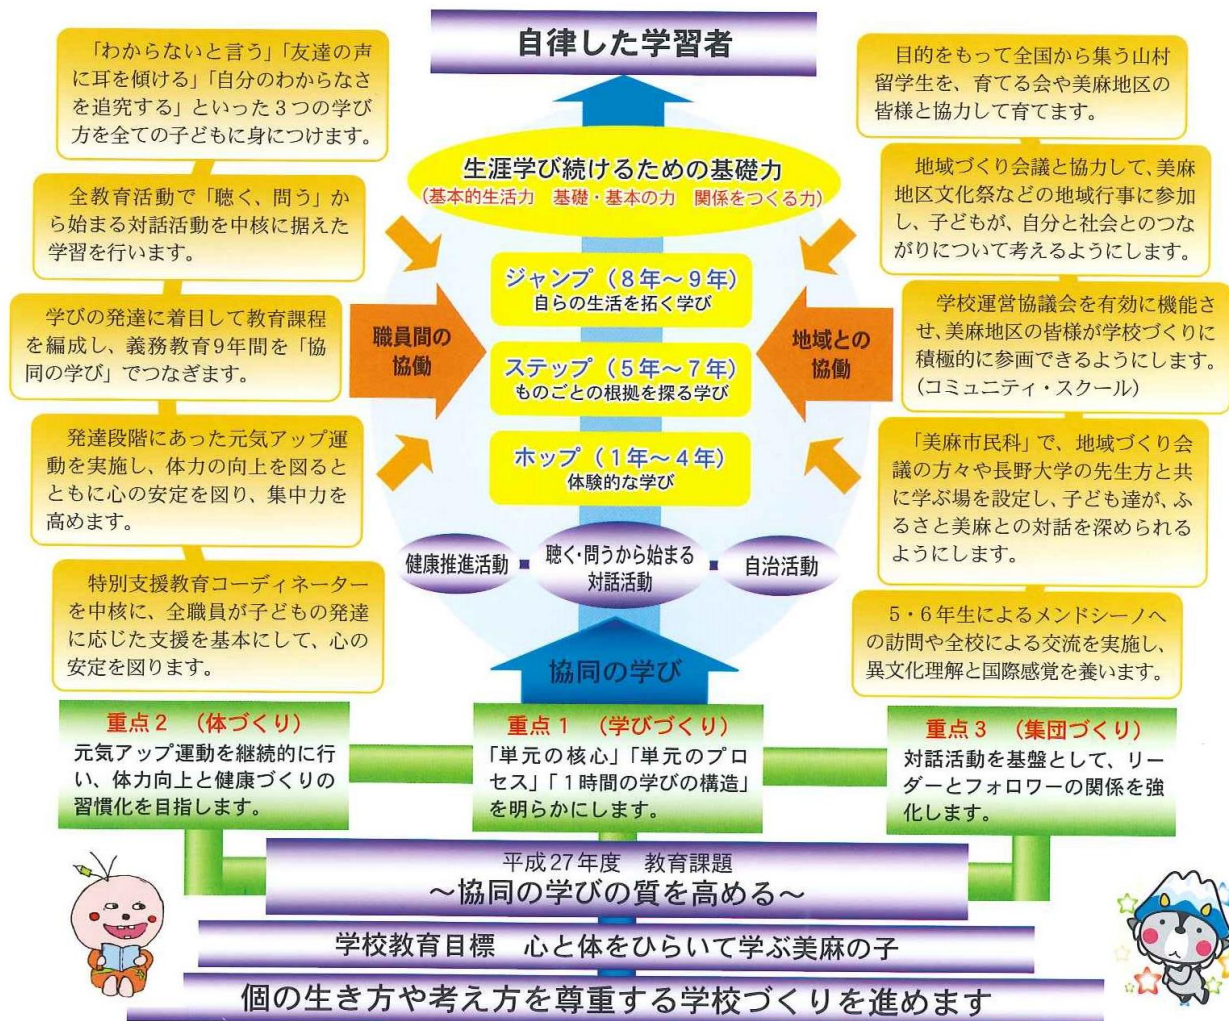 自律した学習者
「わからないと言う」「友達の声
に耳を傾ける」「自分のわからなさ
を追究する」といった3つの学び
方を全ての子どもに身につけます。
全教育活動で「聴く、問う」か
ら始まる対話活動を中核に据えた
学習を行います。
学びの発達に着目して教育課程
を編成し、義務教育9年間を「協
同の学び」でつなぎます。
発達段階にあった元気アップ運
動を実施し、体力の向上を図ると
ともに心の安定を図り、集中力を
高めます。
特別支援教育コーディネーター
を中核に、全職員が子どもの発達
に応じた支援を基本にして、心の
安定を図ります。
生涯学び続けるための基礎力
(基本的生活力 基礎・基本の力 関係をつくる力)
ジャンプ(8年~9年)
自らの生活を拓く学び
職員間の
協働
ステップ(5年~7年)
ものごとの根拠を探る学び
地域との
協働
ホップ(1年~4年)
体験的な学び
健康推進活動
聴く・問うから始まる
対話活動
自治活動
協同の学び
目的をもって全国から集う山村
留学生を、育てる会や美麻地区の
皆様と協力して育てます。
地域づくり会議と協力して、美麻
地区文化祭などの地域行事に参加
し、子どもが、自分と社会とのつな
がりについて考えるようにします。
学校運営協議会を有効に機能さ
せ、美麻地区の皆様が学校づくりに
積極的に参画できるようにします。
(コミュニティ・スクール)
「美麻市民科」で、地域づくり会
議の方々や長野大学の先生方と共
に学ぶ場を設定し、子ども達が、ふ
るさと美麻との対話を深められる
ようにします。
5・6年生によるメンドシーノへ
の訪問や全校による交流を実施し、
異文化理解と国際感覚を養います。
重点2 (体づくり)
元気アップ運動を継続的に行
い、体力向上と健康づくりの
習慣化を目指します。
重点1 (学びづくり)
「単元の核心」「単元のプロ
セス」「1時間の学びの構造」
を明らかにします。
重点3 (集団づくり)
対話活動を基盤として、リー
ダーとフォロワーの関係を強
化します。
平成27年度 教育課題
~協同の学びの質を高める~
学校教育目標 心と体をひらいて学ぶ美麻の子
個の生き方や考え方を尊重する学校づくりを進めます